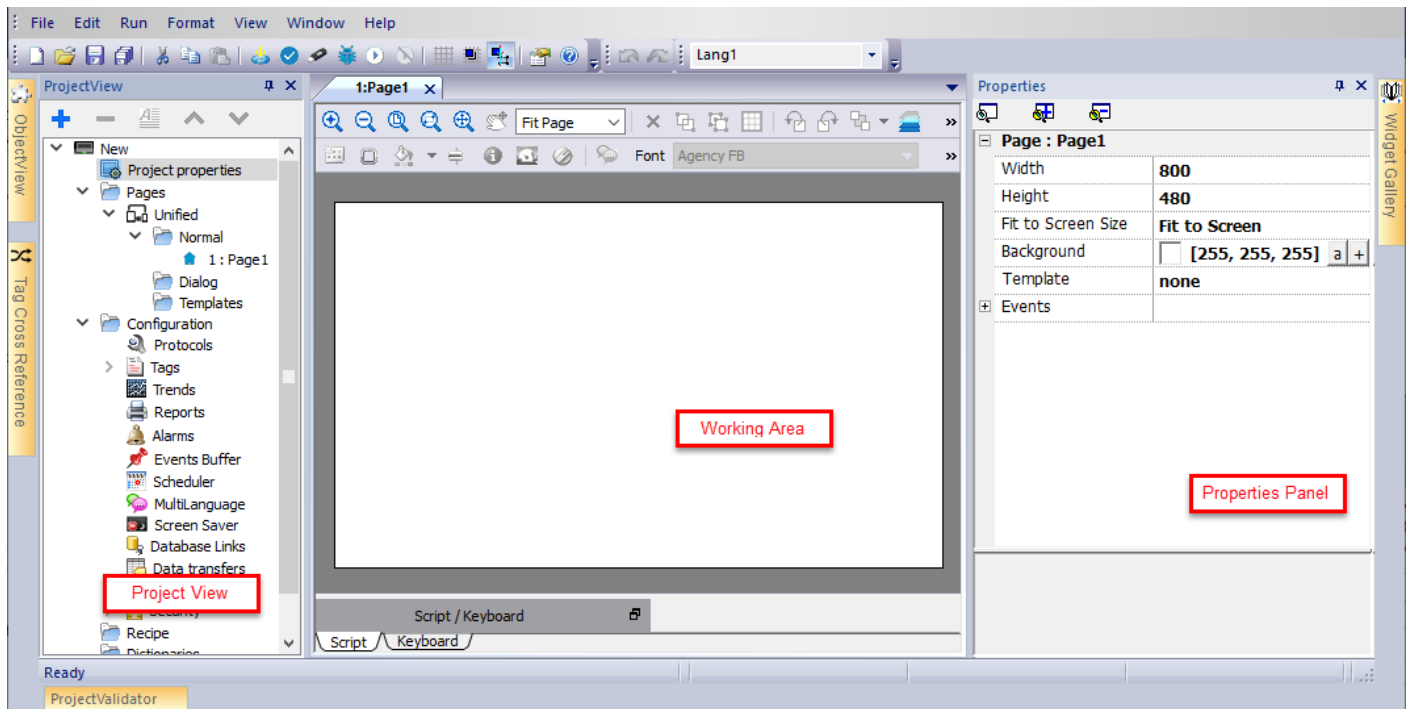 File Edit Run Format View Window Help
Lang1
ObjectView
Tag Cross Reference
ProjectView
New
Project properties
Pages
Unified
Normal
1 : Page1
Dialog
Templates
Configuration
Protocols
Tags
Trends
Reports
Alarms
Events Buffer
Scheduler
MultiLanguage
Screen Saver
Database Links
Data transfers
Project View
Security
Recipe
Dictionaries
1:Page1
Fit Page
Font Agency FB
Working Area
Script / Keyboard
Script Keyboard
Properties
Page : Page1
Width 800
Height 480
Fit to Screen Size Fit to Screen
Background [255, 255, 255] a +
Template none
Events
Properties Panel
Widget Gallery
Ready
ProjectValidator